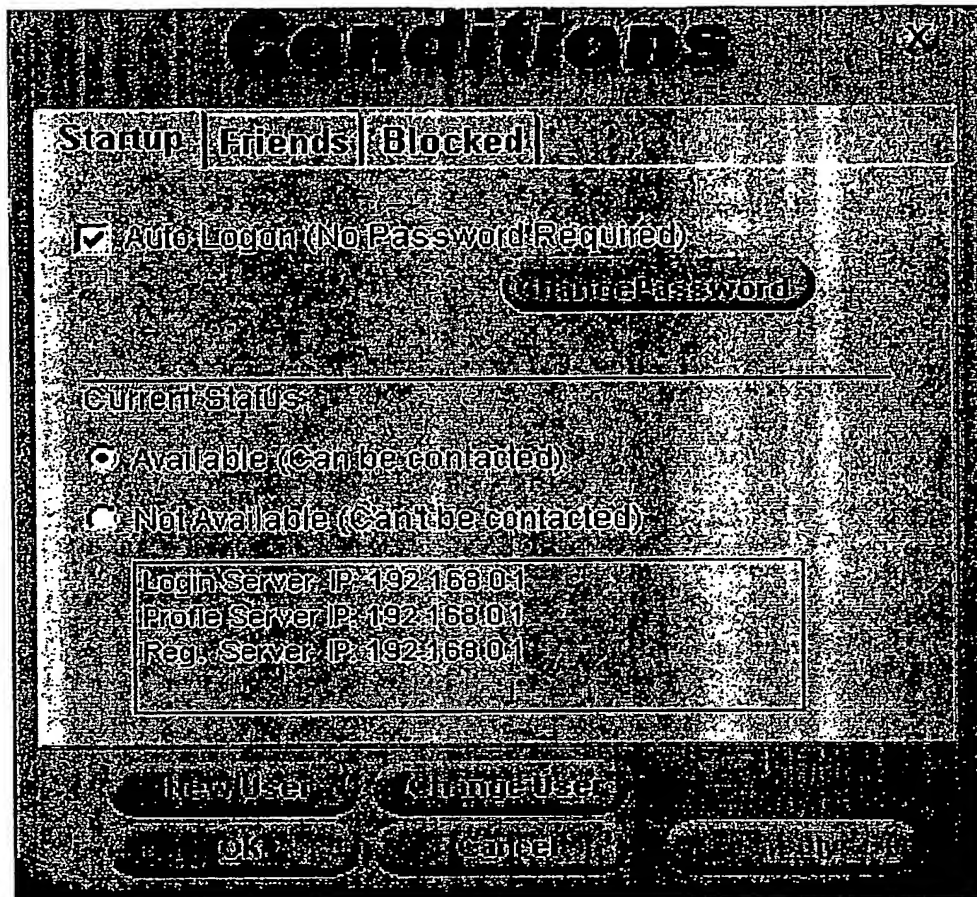 Conditions
X
Startup Friends Blocked
Auto Logon (No Password Required)
ChangePassword
Current Status
Available (Can be contacted)
Not Available (Can't be contacted)
Login Server IP: 192.168.0.1
Profile Server IP: 192.168.0.1
Reg. Server IP: 192.168.0.1
New User Change User
OK Cancel